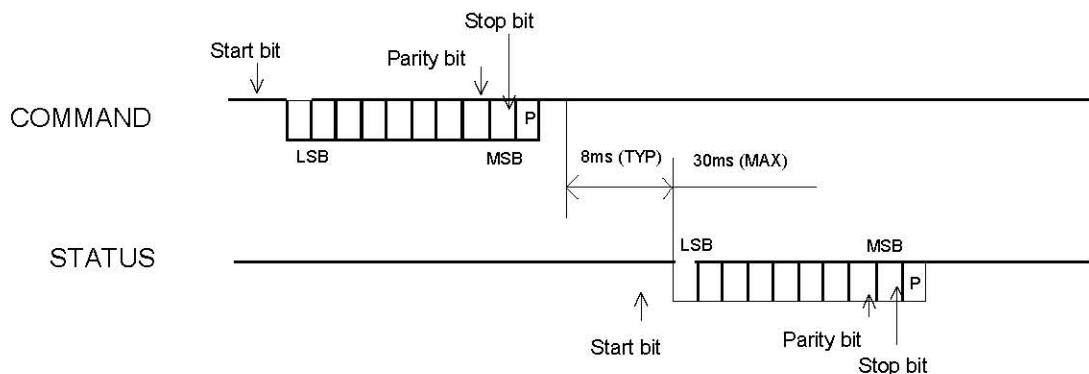 Stop bit
Start bit
Parity bit
COMMAND
P
LSB
MSB
8ms (TYP)
30ms (MAX)
STATUS
LSB
MSB
P
Start bit
Parity bit
Stop bit